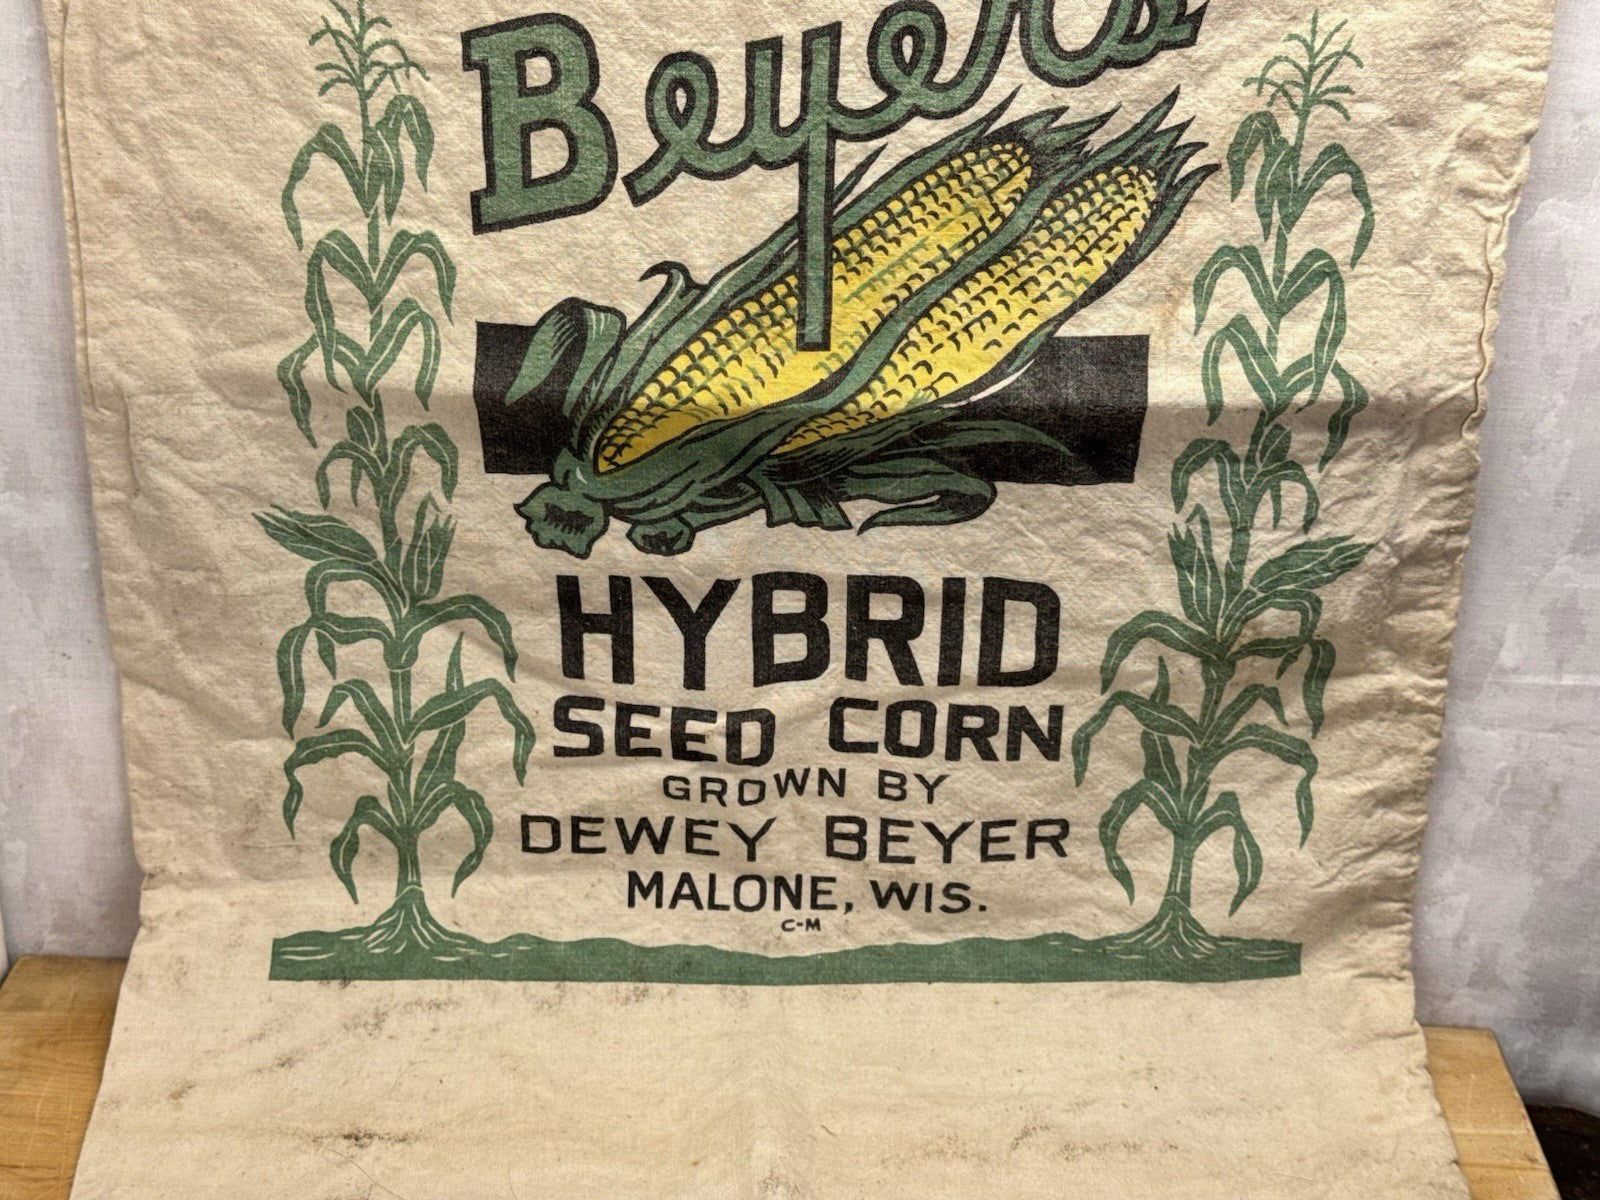 Beyer's
HYBRID
SEED CORN
GROWN BY
DEWEY BEYER
MALONE, WIS.
C-M